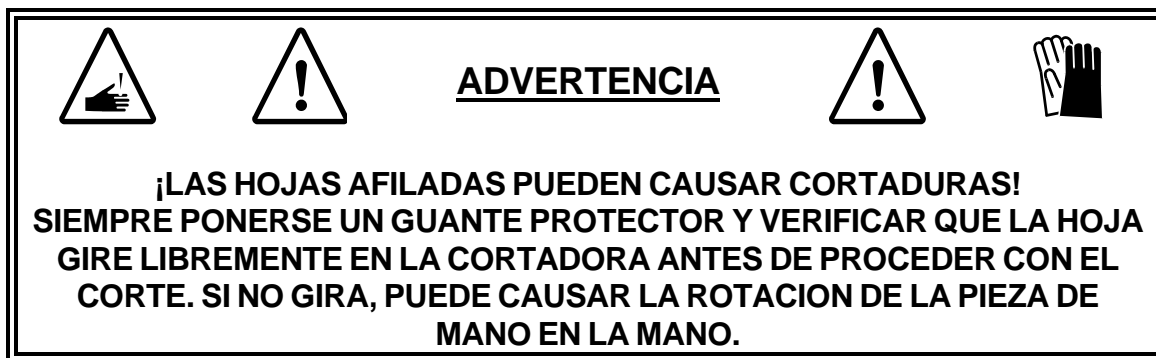 ADVERTENCIA
¡LAS HOJAS AFILADAS PUEDEN CAUSAR CORTADURAS!
SIEMPRE PONERSE UN GUANTE PROTECTOR Y VERIFICAR QUE LA HOJA
GIRE LIBREMENTE EN LA CORTADORA ANTES DE PROCEDER CON EL
CORTE. SI NO GIRA, PUEDE CAUSAR LA ROTACION DE LA PIEZA DE
MANO EN LA MANO.